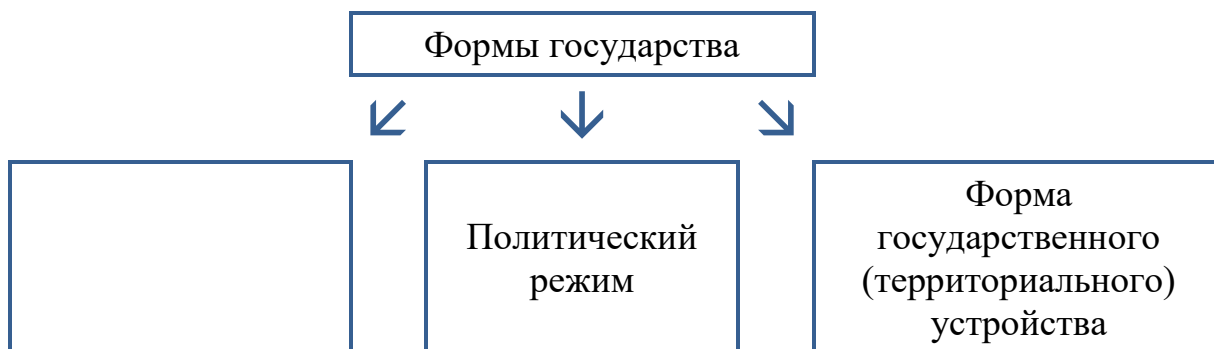 Формы государства
Политический
режим
Форма
государственного
(территориального)
устройства